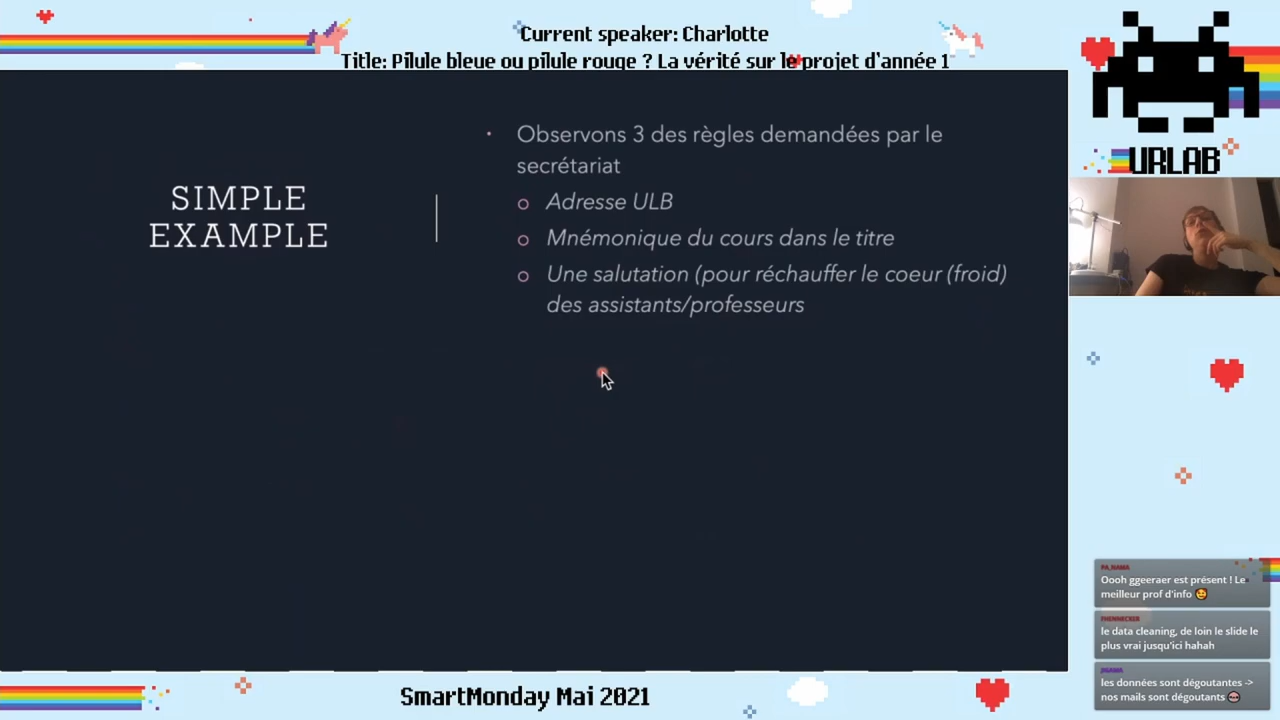 Current speaker: Charlotte
Title: Pilule bleue ou pilule rouge ? La vérité sur le projet d'année 1
URLAB
SIMPLE
EXAMPLE
• Observons 3 des règles demandées par le
secrétariat
o Adresse ULB
o Mnémonique du cours dans le titre
o Une salutation (pour réchauffer le coeur (froid)
des assistants/professeurs
PA_NAMA
Oooh ggeeraer est présent ! Le
meilleur prof d'info 😉
FHENNECKER
le data cleaning, de loin le slide le
plus vrai jusqu'ici hahah
les données sont dégoutantes ->
nos mails sont dégoutants
SmartMonday Mai 2021